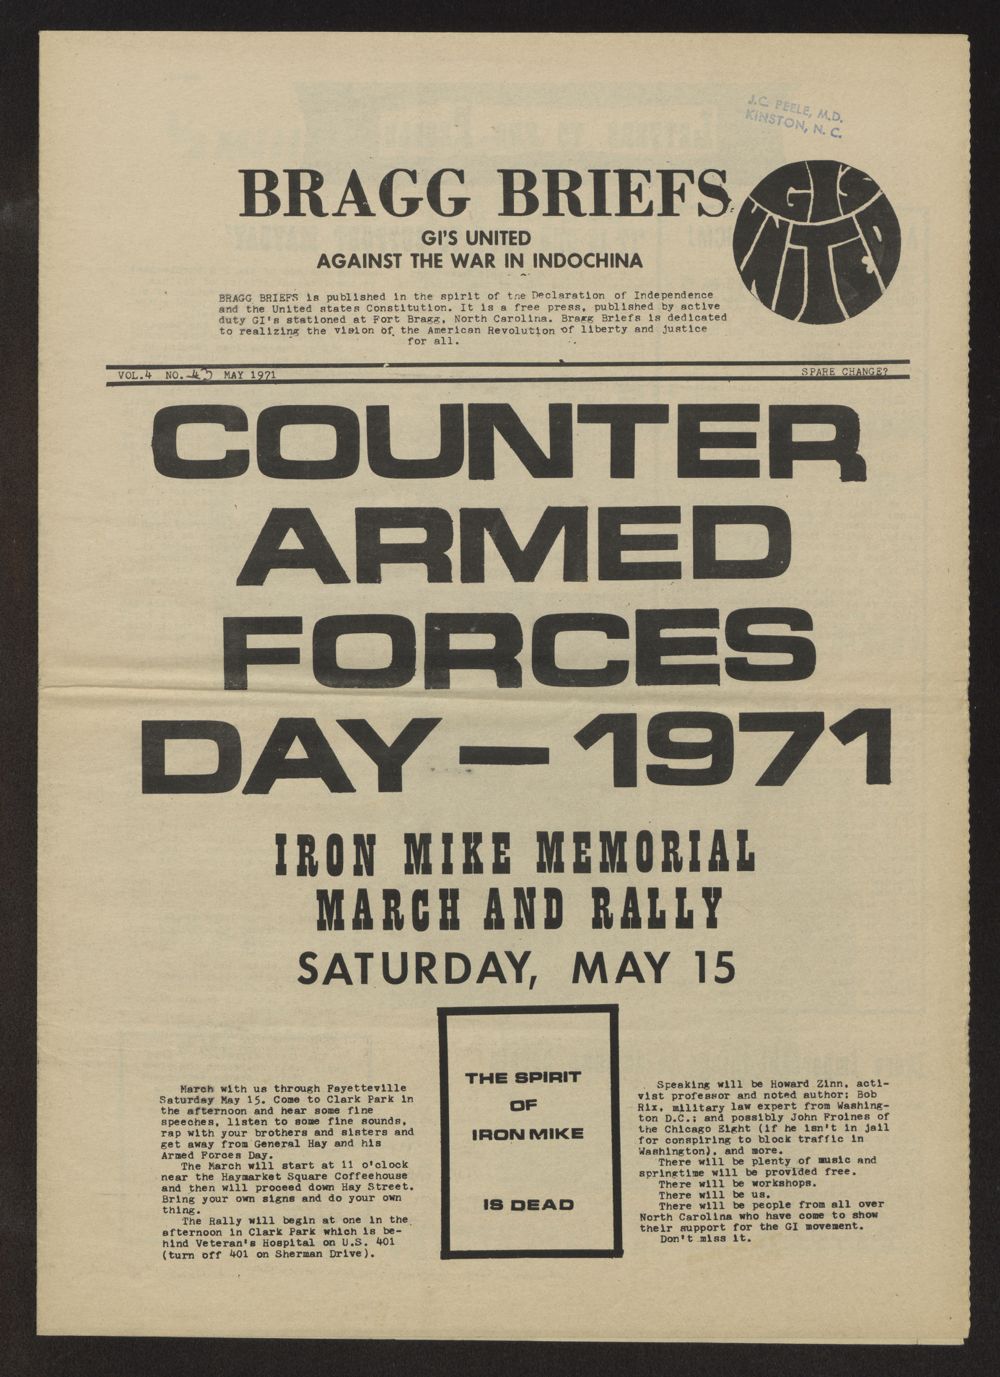 J.C. PEELE, M.D.
KINSTON, N. C.
BRAGG BRIEFS
GI'S UNITED
AGAINST THE WAR IN INDOCHINA
BRAGG BRIEFS is published in the spirit of the Declaration of Independence
and the United states Constitution. It is a free press, published by active
duty GI's stationed at Fort Bragg, North Carolina. Bragg Briefs is dedicated
to realizing the vision of the American Revolution of liberty and justice
for all.
VOL.4 NO. MAY 1971
SPARE CHANGE?
COUNTER
ARMED
FORCES
DAY — 1971
IRON MIKE MEMORIAL
MARCH AND RALLY
SATURDAY, MAY 15
March with us through Fayetteville
Saturday May 15. Come to Clark Park in
the afternoon and hear some fine
speeches, listen to some fine sounds,
rap with your brothers and sisters and
get away from General Hay and his
Armed Forces Day.
The March will start at 11 o'clock
near the Haymarket Square Coffeehouse
and then will proceed down Hay Street.
Bring your own signs and do your own
thing.
The Rally will begin at one in the
afternoon in Clark Park which is be-
hind Veteran's Hospital on U.S. 401
(turn off 401 on Sherman Drive).
THE SPIRIT
OF
IRON MIKE
IS DEAD
Speaking will be Howard Zinn, acti-
vist professor and noted author; Bob
Rix, military law expert from Washing-
ton D.C.; and possibly John Froines of
the Chicago Eight (if he isn't in jail
for conspiring to block traffic in
Washington), and more.
There will be plenty of music and
springtime will be provided free.
There will be workshops.
There will be us.
There will be people from all over
North Carolina who have come to show
their support for the GI movement.
Don't miss it.